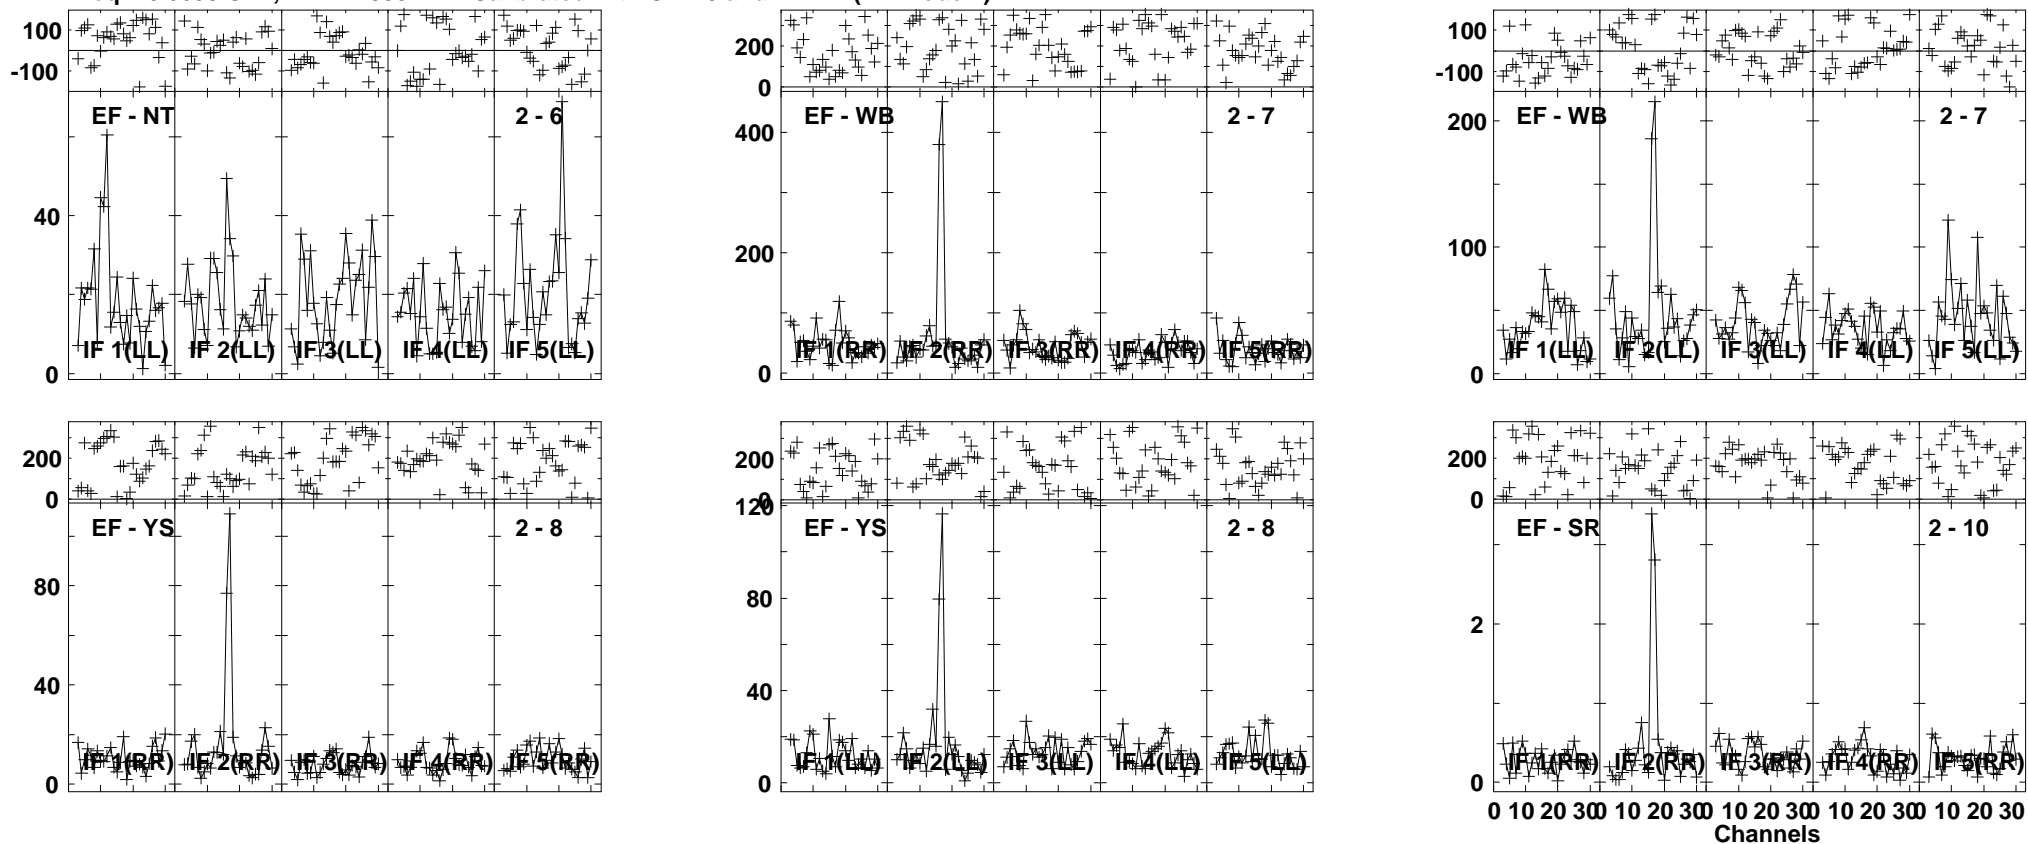 100
-100
EF - NT
2 - 6
40
0
IF 1(LL)
IF 2(LL)
IF 3(LL)
IF 4(LL)
IF 5(LL)
200
0
EF - WB
2 - 7
400
200
0
IF 1(RR)
IF 2(RR)
IF 3(RR)
IF 4(RR)
IF 5(RR)
100
-100
EF - WB
2 - 7
200
100
0
IF 1(LL)
IF 2(LL)
IF 3(LL)
IF 4(LL)
IF 5(LL)
200
0
EF - YS
2 - 8
80
40
0
IF 1(RR)
IF 2(RR)
IF 3(RR)
IF 4(RR)
IF 5(RR)
200
0
120
EF - YS
2 - 8
80
40
0
IF 1(LL)
IF 2(LL)
IF 3(LL)
IF 4(LL)
IF 5(LL)
200
0
EF - SR
2 - 10
2
0
IF 1(RR)
IF 2(RR)
IF 3(RR)
IF 4(RR)
IF 5(RR)
0 10 20 30 0 10 20 30 0 10 20 30 0 10 20 30 0 10 20 30
Channels